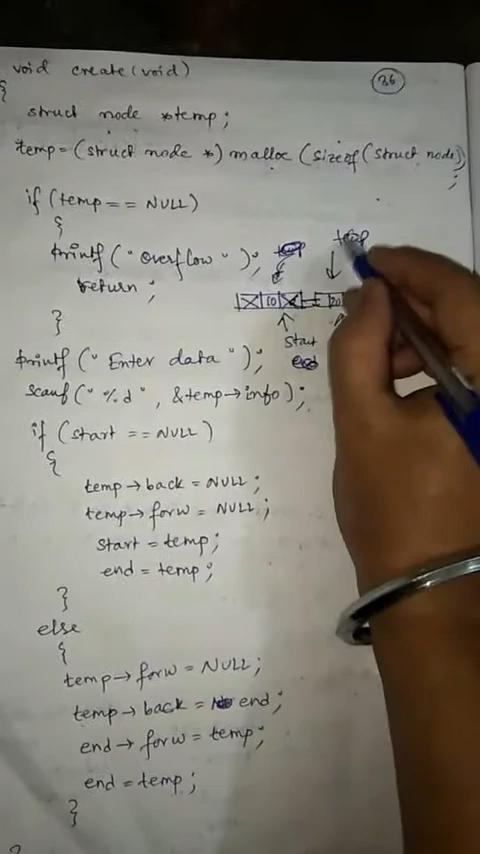 void create(void)
36
{
struct node *temp;
temp=(struct node *) malloc (sizeof(struct node));
if (temp == NULL)
{
printf (" overflow " );
return ;
}
temp
10
20
start
printf (" Enter data ");
scanf(" %d", &temp→info);
if (start == NULL)
{
temp→back = NULL;
temp→forw = NULL;
start = temp;
end = temp;
}
else
{
temp→forw = NULL;
temp→back = end;
end→forw = temp;
end = temp;
}
}